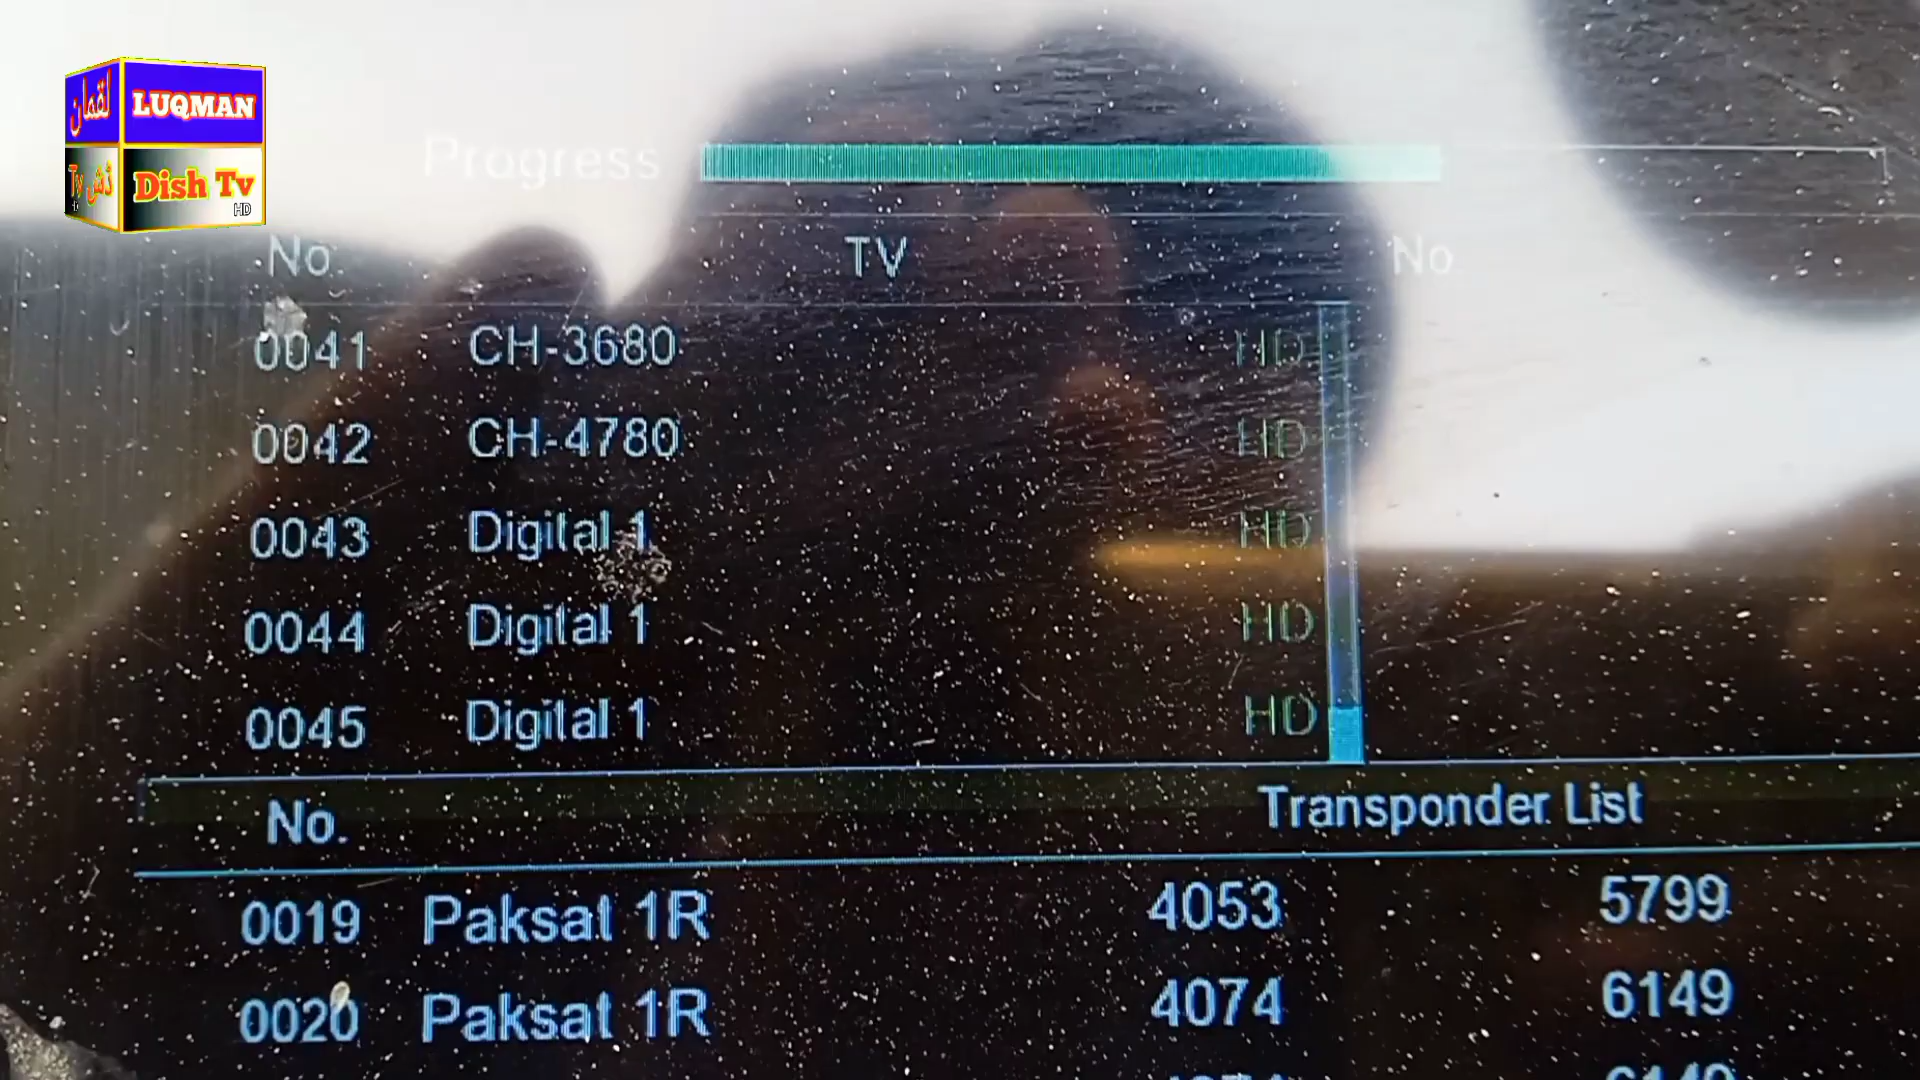 لقمان LUQMAN
Tv ڈش Dish Tv
HD
Progress
No TV No
0041 CH-3680 HD
0042 CH-4780 HD
0043 Digital 1 HD
0044 Digital 1 HD
0045 Digital 1 HD
No. Transponder List
0019 Paksat 1R 4053 5799
0020 Paksat 1R 4074 6149